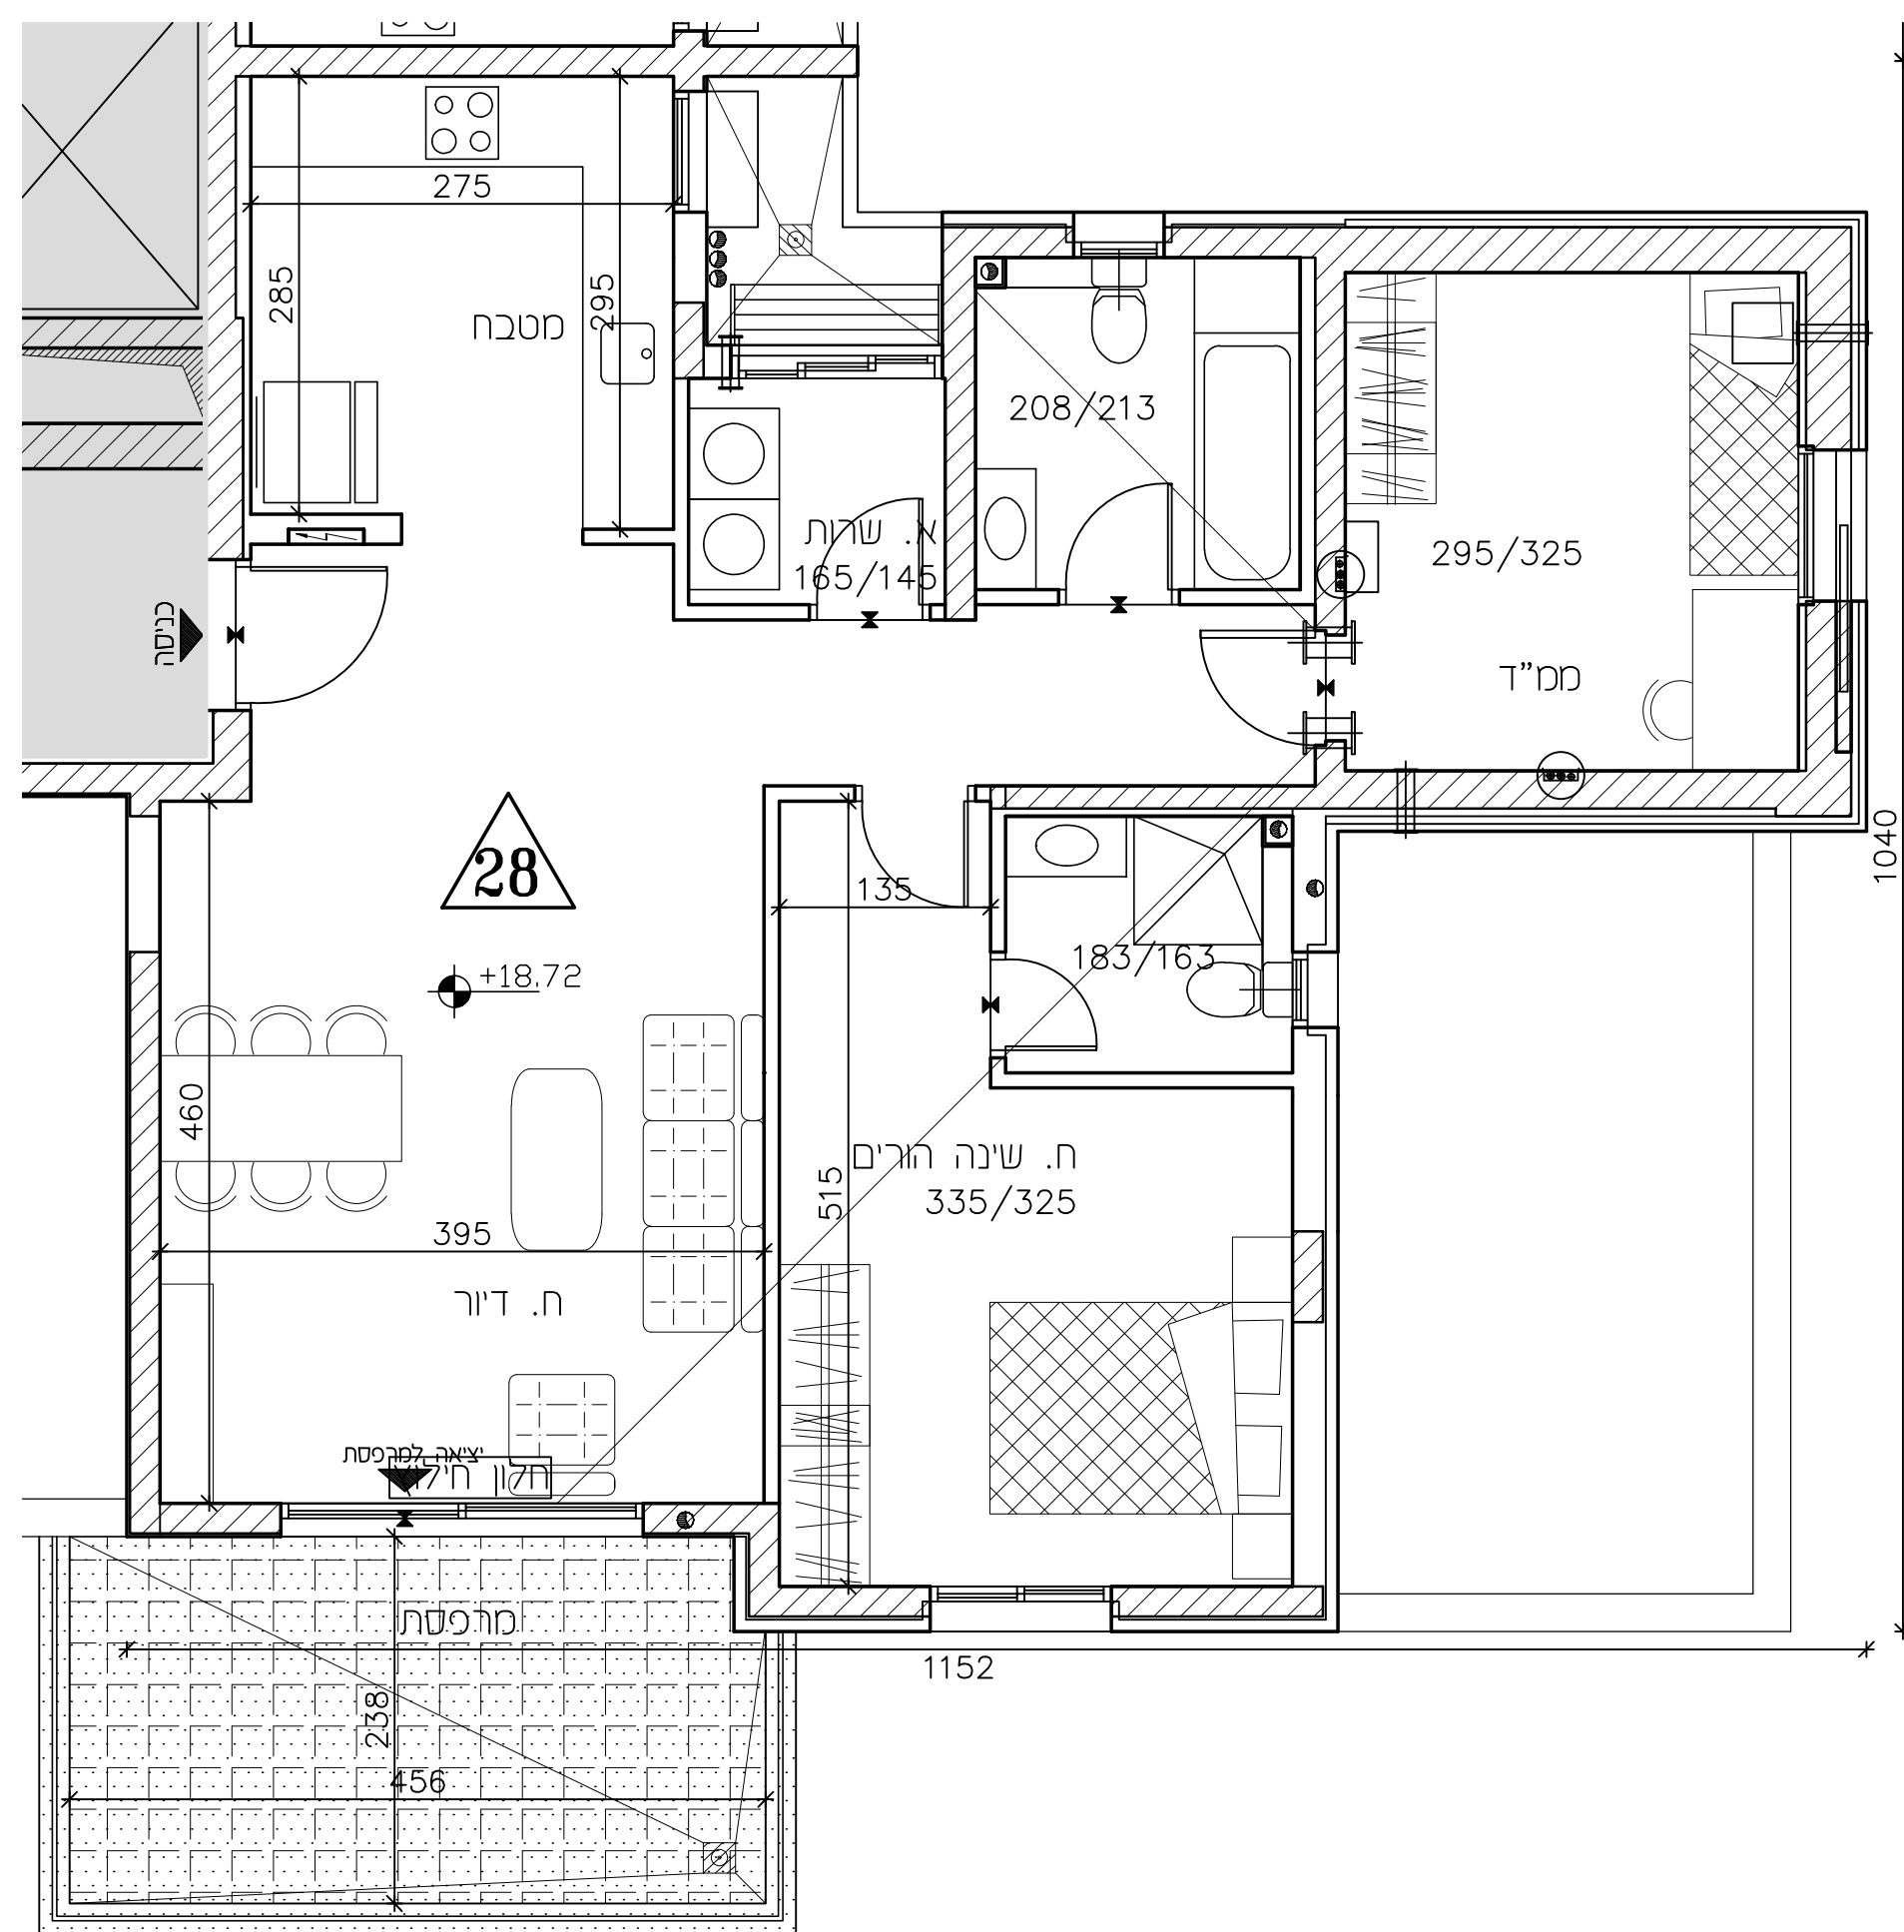 275
285
295
מטבח
208/213
א. שרות
165/145
295/325
ממ"ד
כניסה
1040
28
135
183/163
+18.72
460
515
ח. שינה הורים
335/325
395
ח. דיור
יציאה למרפסת
חלון חילוץ
מרפסת
1152
238
456